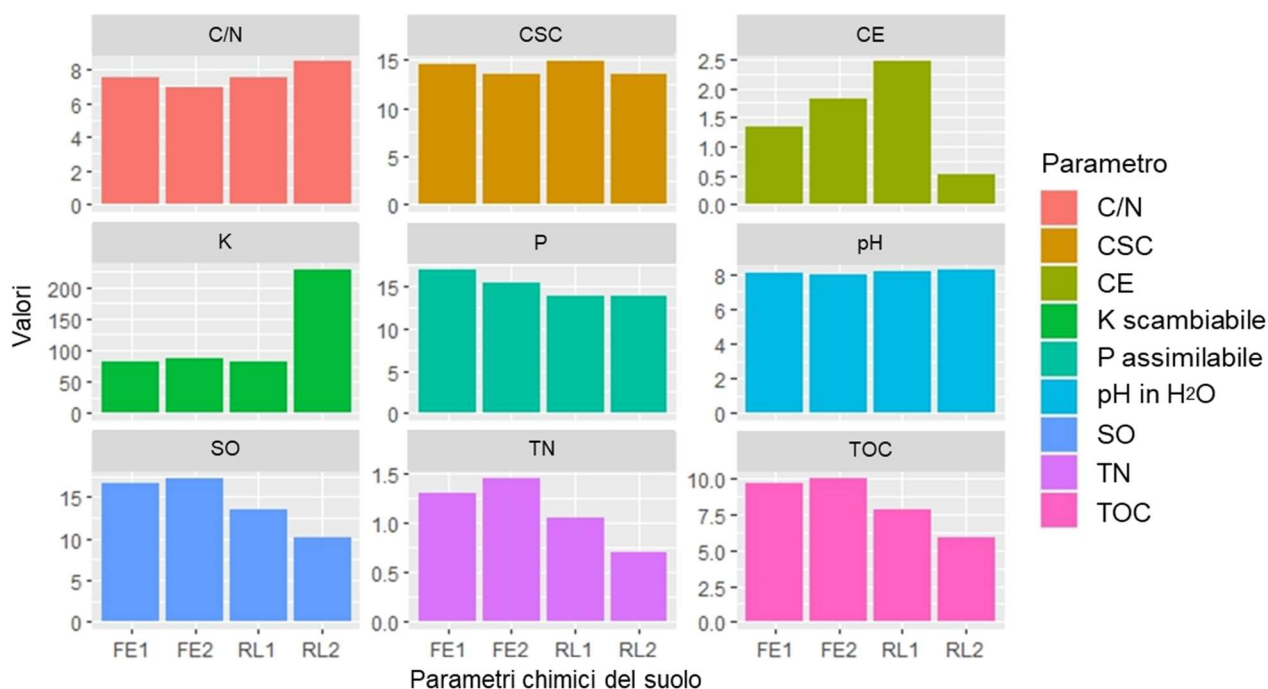 C/N
CSC
CE
8
6
4
2
0
15
10
5
0
2.5
2.0
1.5
1.0
0.5
0.0
K
P
pH
200
150
100
50
0
15
10
5
0
8
6
4
2
0
SO
TN
TOC
15
10
5
0
1.5
1.0
0.5
0.0
10.0
7.5
5.0
2.5
0.0
FE1 FE2 RL1 RL2
FE1 FE2 RL1 RL2
FE1 FE2 RL1 RL2
Valori
Parametri chimici del suolo
Parametro
C/N
CSC
CE
K scambiabile
P assimilabile
pH in H2O
SO
TN
TOC